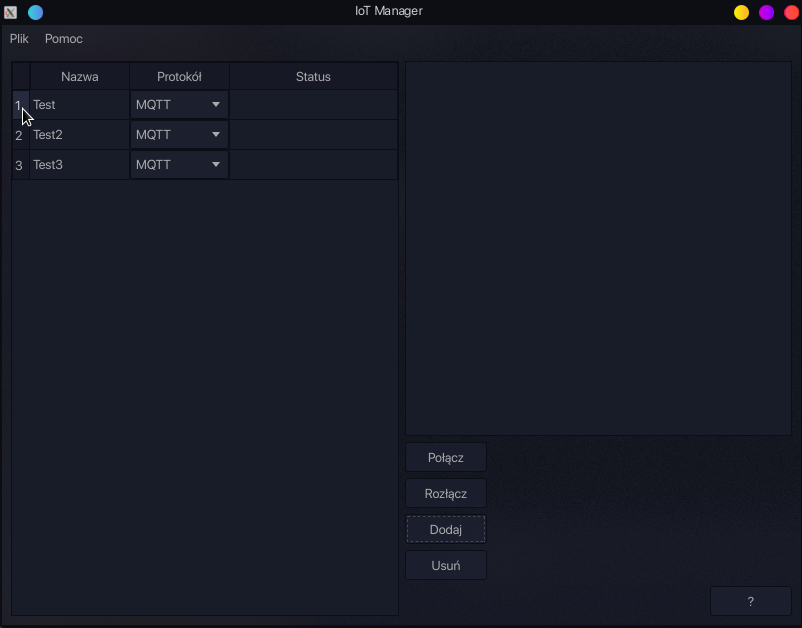 IoT Manager
Plik Pomoc
Nazwa Protokół Status
1 Test MQTT
2 Test2 MQTT
3 Test3 MQTT
Połącz
Rozłącz
Dodaj
Usuń
?